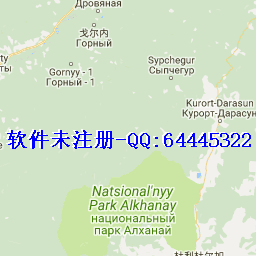 Дровяная
戈尔内
Горный
Sypchegur
Сыпчегур
Gornyy - 1
Горный - 1
Kurort-Darasun
Курорт-Дарасун
软件未注册-QQ:64445322
Natsional'nyy
Park Alkhanay
национальный
парк Алханай